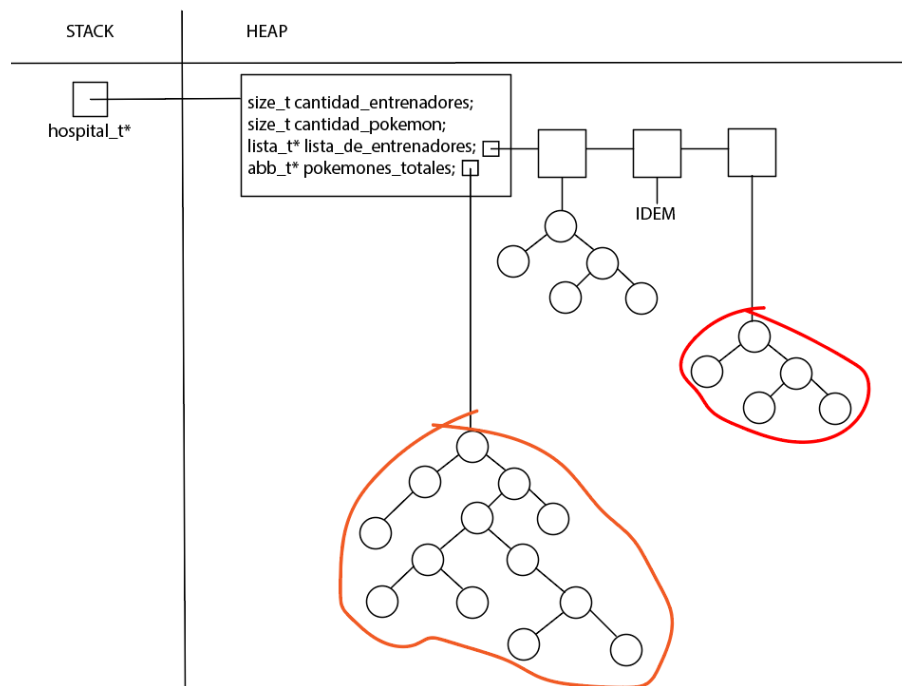 STACK
HEAP
hospital_t*
size_t cantidad_entrenadores;
size_t cantidad_pokemon;
lista_t* lista_de_entrenadores;
abb_t* pokemones_totales;
IDEM